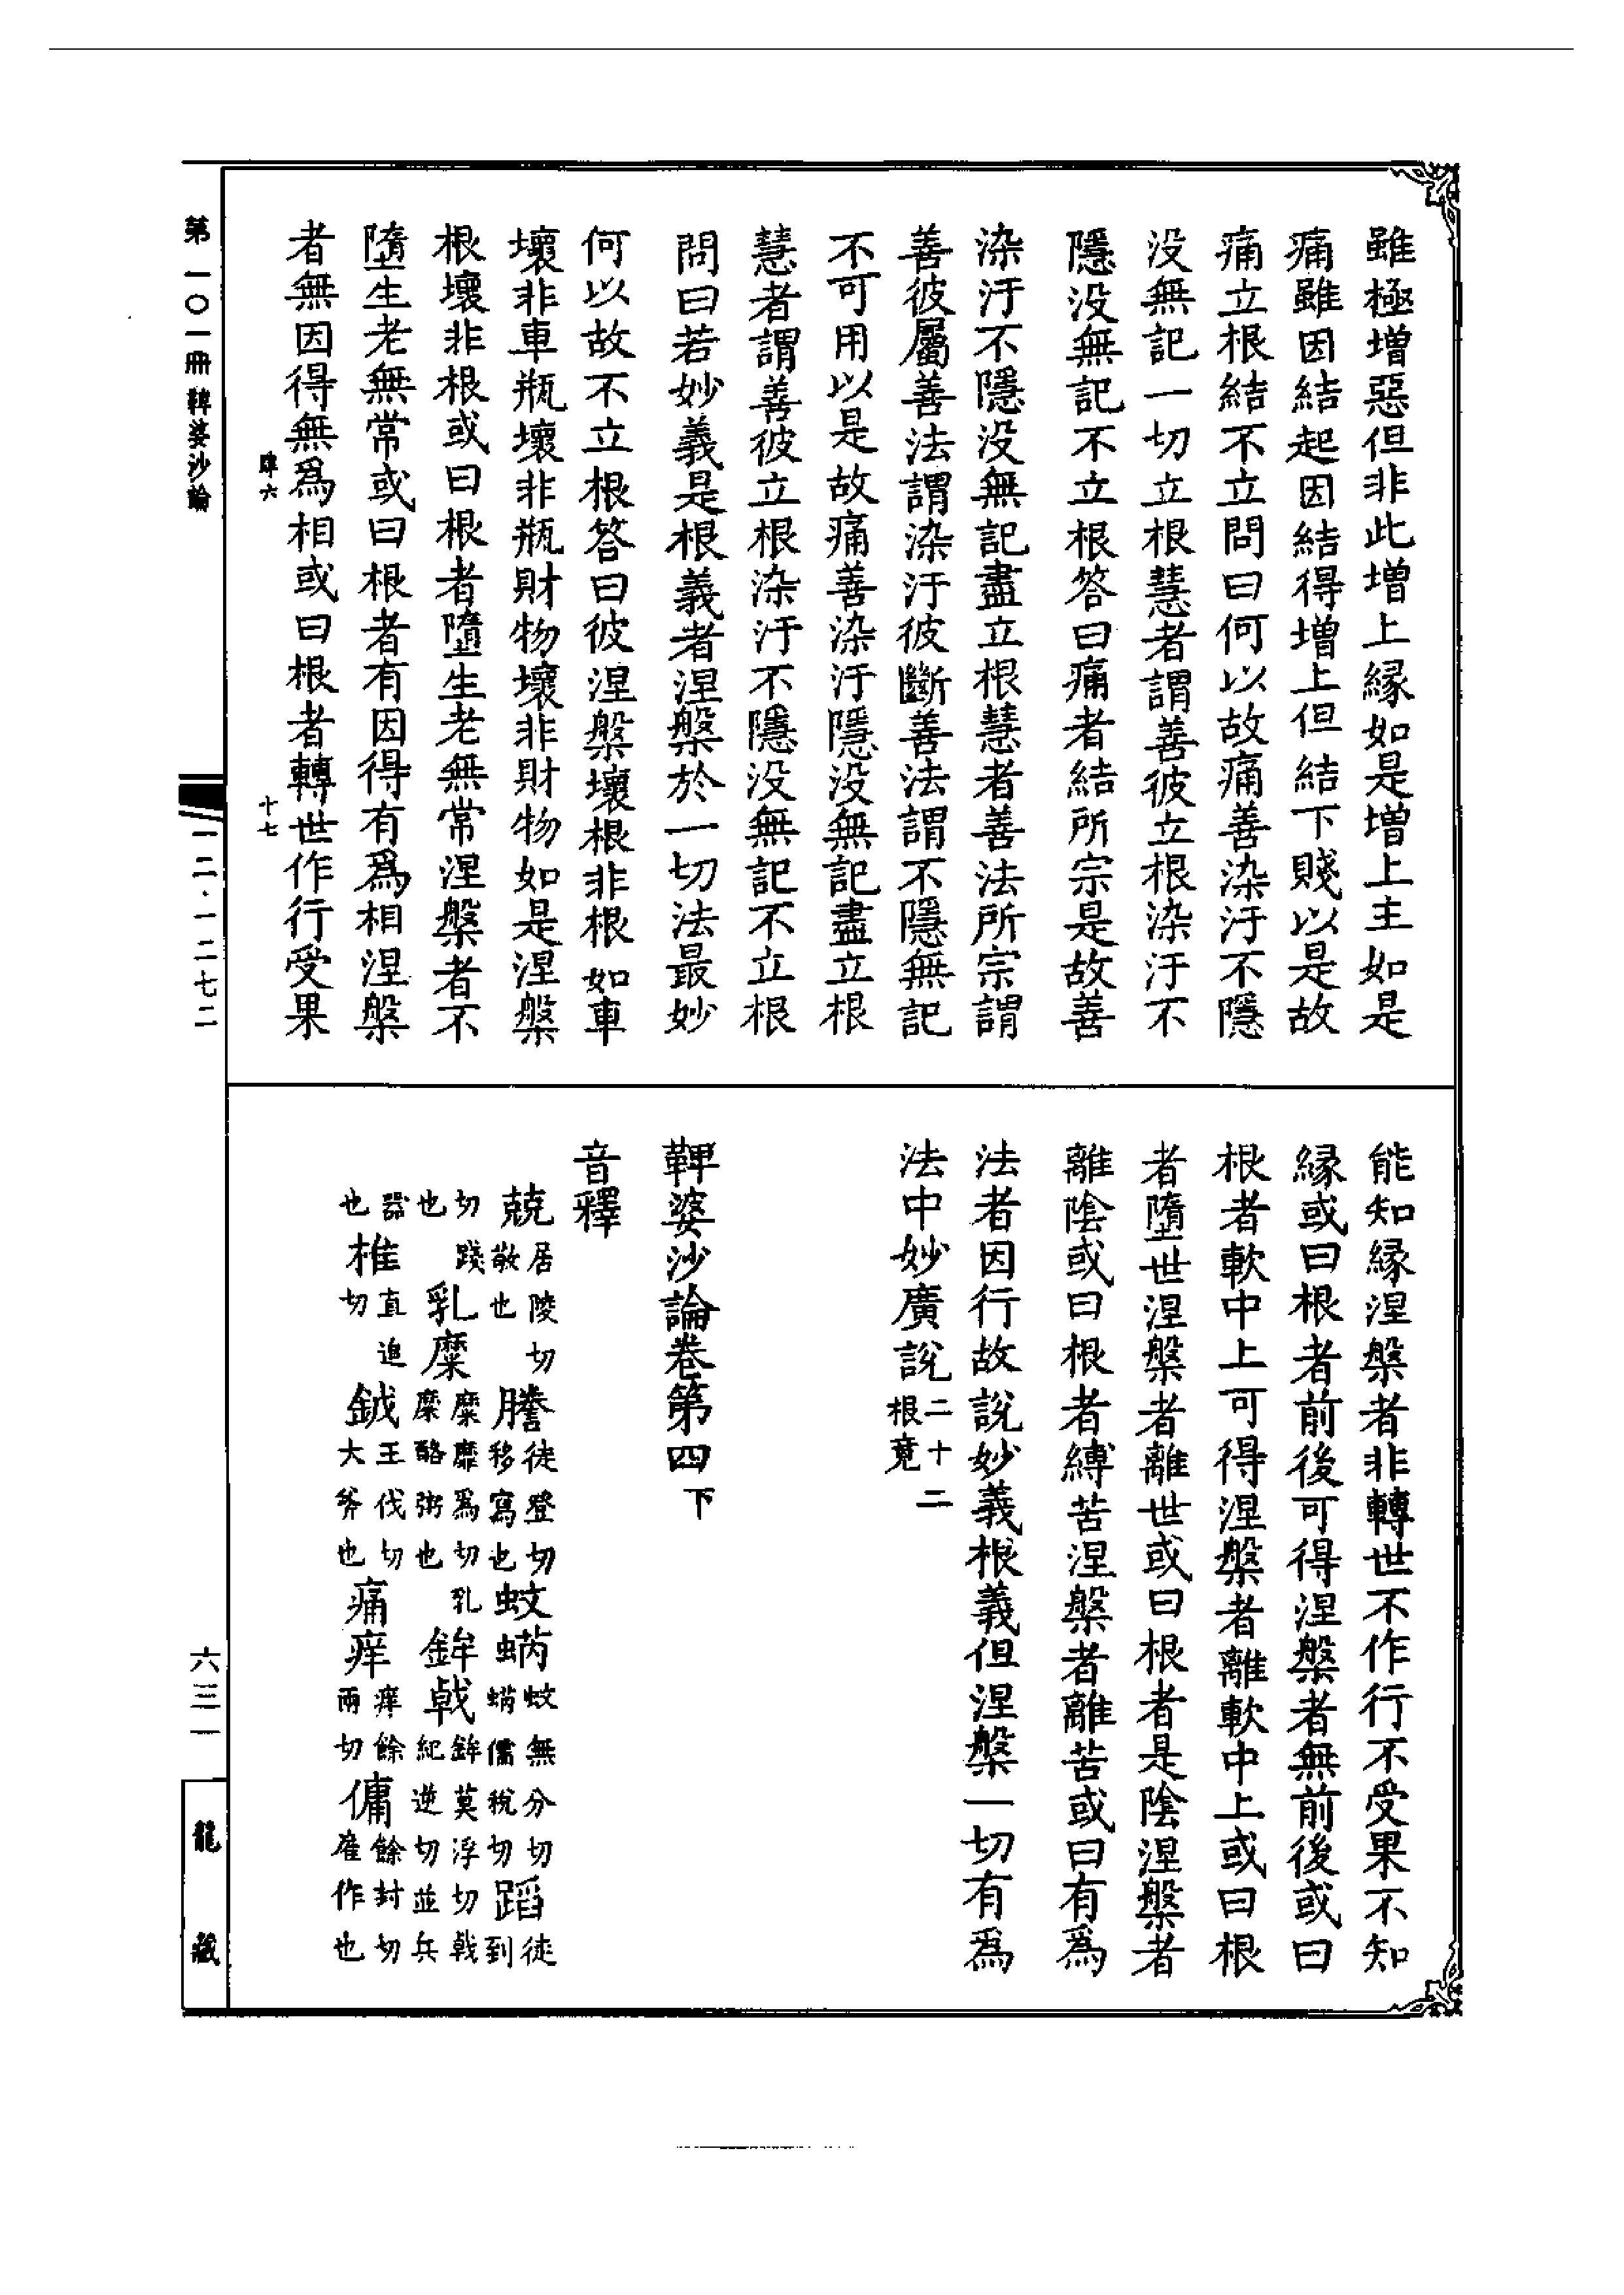 雖極增惡但非此增上縁如是增上主如是
痛雖因結起因結得增上但結下賤以是故
痛立根結不立問曰何以故痛善染汙不隱
没無記一切立根慧者謂善彼立根染汙不
隱没無記不立根答曰痛者結所宗是故善
染汙不隱没無記盡立根慧者善法所宗謂
善彼屬善法謂染汙彼斷善法謂不隱無記
不可用以是故痛善染汙隱没無記盡立根
慧者謂善彼立根染汙不隱没無記不立根
問曰若妙義是根義者涅槃於一切法最妙
何以故不立根答曰彼涅槃壞根非根如車
壞非車瓶壞非瓶財物壞非財物如是涅槃
根壞非根或曰根者墮生老無常涅槃者不
墮生老無常或曰根者有因得有爲相涅槃
者無因得無爲相或曰根者轉世作行受果
肆六
十七
能知縁涅槃者非轉世不作行不受果不知
縁或曰根者前後可得涅槃者無前後或曰
根者軟中上可得涅槃者離軟中上或曰根
者墮世涅槃者離世或曰根者是陰涅槃者
離陰或曰根者縛苦涅槃者離苦或曰有爲
法者因行故說妙義根義但涅槃一切有爲
法中妙廣說二十二根竟
鞞婆沙論卷第四下
音釋
兢居陵切敬也 謄徒登切移寫也 蚊蜹蚊無分切蜹儒稅切 蹈徒到
切踐也 乳糜糜靡爲切乳糜酪粥也 鉾戟鉾莫浮切戟紀逆切並兵
器也 椎直追切 鉞王伐切大斧也 痛痒痒餘兩切 傭餘封切雇作也
第一〇一冊 鞞婆沙論
一二·一二七二
六三一
龍藏